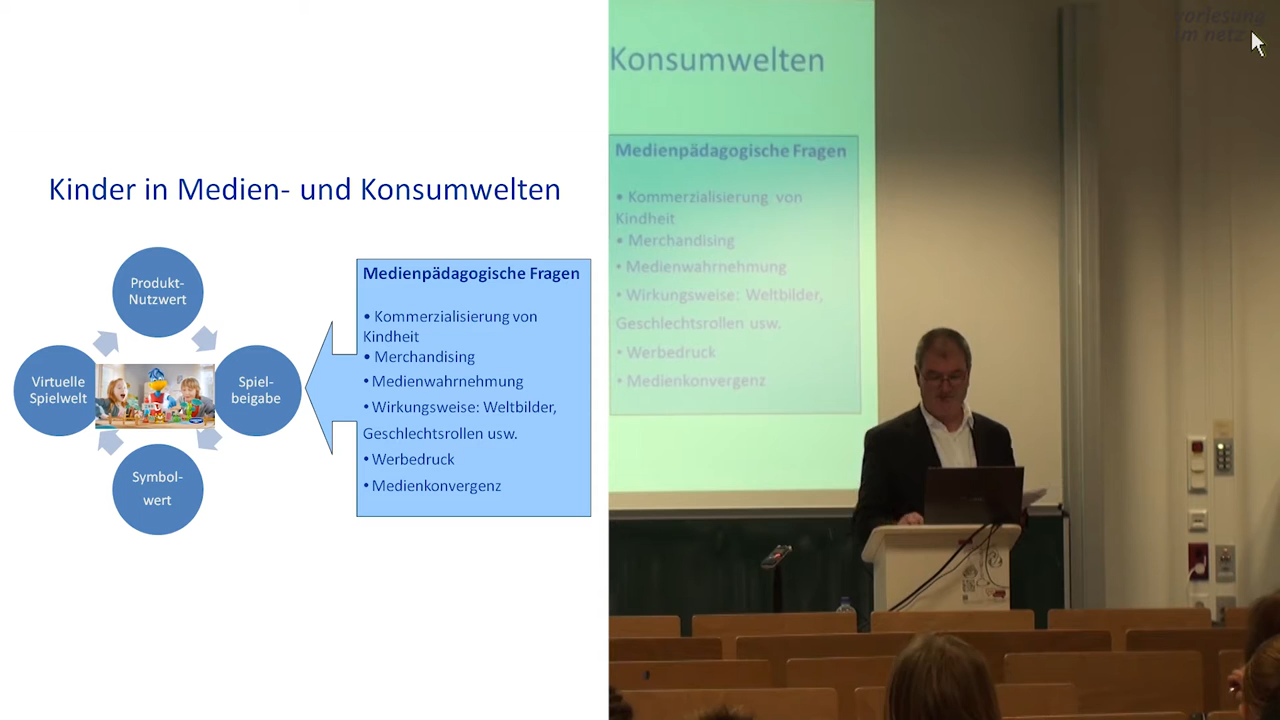 Kinder in Medien- und Konsumwelten
Produkt-
Nutzwert
Virtuelle
Spielwelt
Spiel-
beigabe
Symbol-
wert
Medienpädagogische Fragen
• Kommerzialisierung von
Kindheit
• Merchandising
• Medienwahrnehmung
• Wirkungsweise: Weltbilder,
Geschlechtsrollen usw.
• Werbedruck
• Medienkonvergenz
Konsumwelten
Medienpädagogische Fragen
• Kommerzialisierung von
Kindheit
• Merchandising
• Medienwahrnehmung
• Wirkungsweise: Weltbilder,
Geschlechtsrollen usw.
• Werbedruck
• Medienkonvergenz
vorlesung
im netz